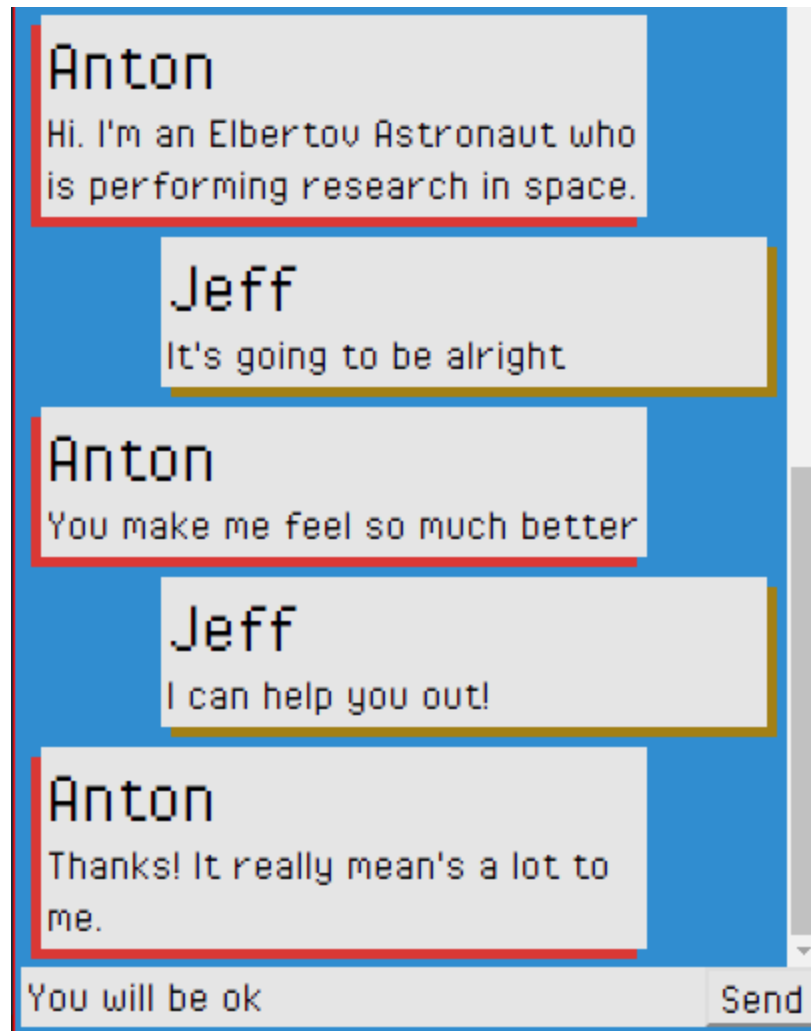 Anton
Hi. I'm an Elbertov Astronaut who
is performing research in space.
Jeff
It's going to be alright
Anton
You make me feel so much better
Jeff
I can help you out!
Anton
Thanks! It really mean's a lot to
me.
You will be ok
Send